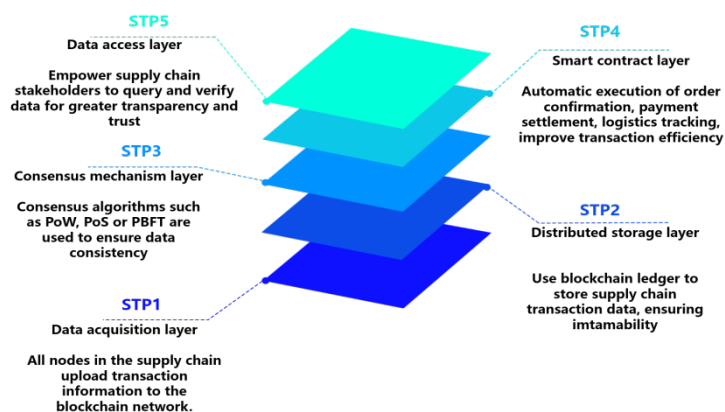 STP5
Data access layer
Empower supply chain
stakeholders to query and verify
data for greater transparency and
trust
STP4
Smart contract layer
Automatic execution of order
confirmation, payment
settlement, logistics tracking,
improve transaction efficiency
STP3
Consensus mechanism layer
Consensus algorithms such
as PoW, PoS or PBFT are
used to ensure data
consistency
STP2
Distributed storage layer
Use blockchain ledger to
store supply chain
transaction data, ensuring
imtamability
STP1
Data acquisition layer
All nodes in the supply chain
upload transaction
information to the
blockchain network.